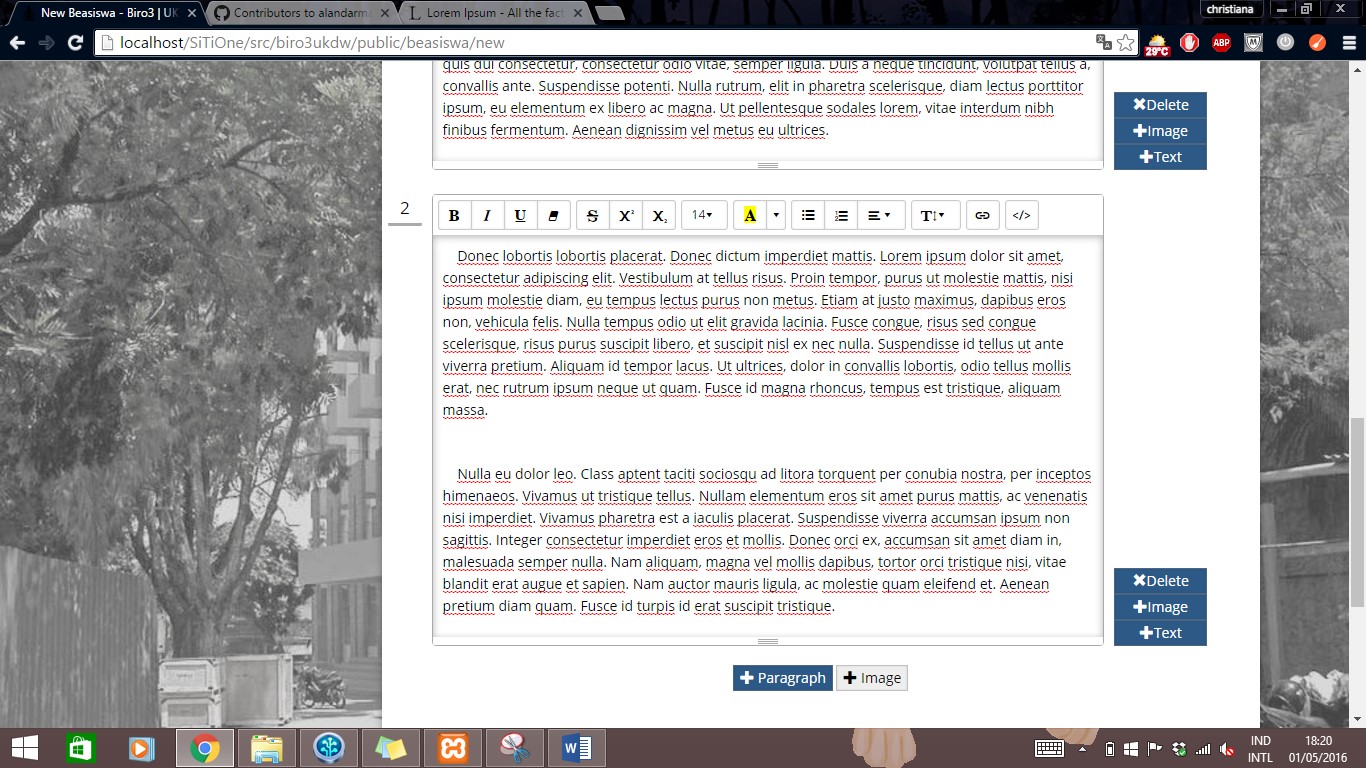 New Beasiswa - Biro3 | UK
Contributors to alandarm
Lorem Ipsum - All the fact
christiana
localhost/SiTiOne/src/biro3ukdw/public/beasiswa/new
29°C
ABP
quis dui consectetur, consectetur odio vitae, semper ligula. Duis a neque tincidunt, volutpat tellus a,
convallis ante. Suspendisse potenti. Nulla rutrum, elit in pharetra scelerisque, diam lectus porttitor
ipsum, eu elementum ex libero ac magna. Ut pellentesque sodales lorem, vitae interdum nibh
finibus fermentum. Aenean dignissim vel metus eu ultrices.
Delete
Image
Text
2
B I U S X² X₂ 14 A T </>
Donec lobortis lobortis placerat. Donec dictum imperdiet mattis. Lorem ipsum dolor sit amet,
consectetur adipiscing elit. Vestibulum at tellus risus. Proin tempor, purus ut molestie mattis, nisi
ipsum molestie diam, eu tempus lectus purus non metus. Etiam at justo maximus, dapibus eros
non, vehicula felis. Nulla tempus odio ut elit gravida lacinia. Fusce congue, risus sed congue
scelerisque, risus purus suscipit libero, et suscipit nisl ex nec nulla. Suspendisse id tellus ut ante
viverra pretium. Aliquam id tempor lacus. Ut ultrices, dolor in convallis lobortis, odio tellus mollis
erat, nec rutrum ipsum neque ut quam. Fusce id magna rhoncus, tempus est tristique, aliquam
massa.
Nulla eu dolor leo. Class aptent taciti sociosqu ad litora torquent per conubia nostra, per inceptos
himenaeos. Vivamus ut tristique tellus. Nullam elementum eros sit amet purus mattis, ac venenatis
nisi imperdiet. Vivamus pharetra est a iaculis placerat. Suspendisse viverra accumsan ipsum non
sagittis. Integer consectetur imperdiet eros et mollis. Donec orci ex, accumsan sit amet diam in,
malesuada semper nulla. Nam aliquam, magna vel mollis dapibus, tortor orci tristique nisi, vitae
blandit erat augue et sapien. Nam auctor mauris ligula, ac molestie quam eleifend et. Aenean
pretium diam quam. Fusce id turpis id erat suscipit tristique.
Delete
Image
Text
Paragraph
Image
IND
INTL
18:20
01/05/2016